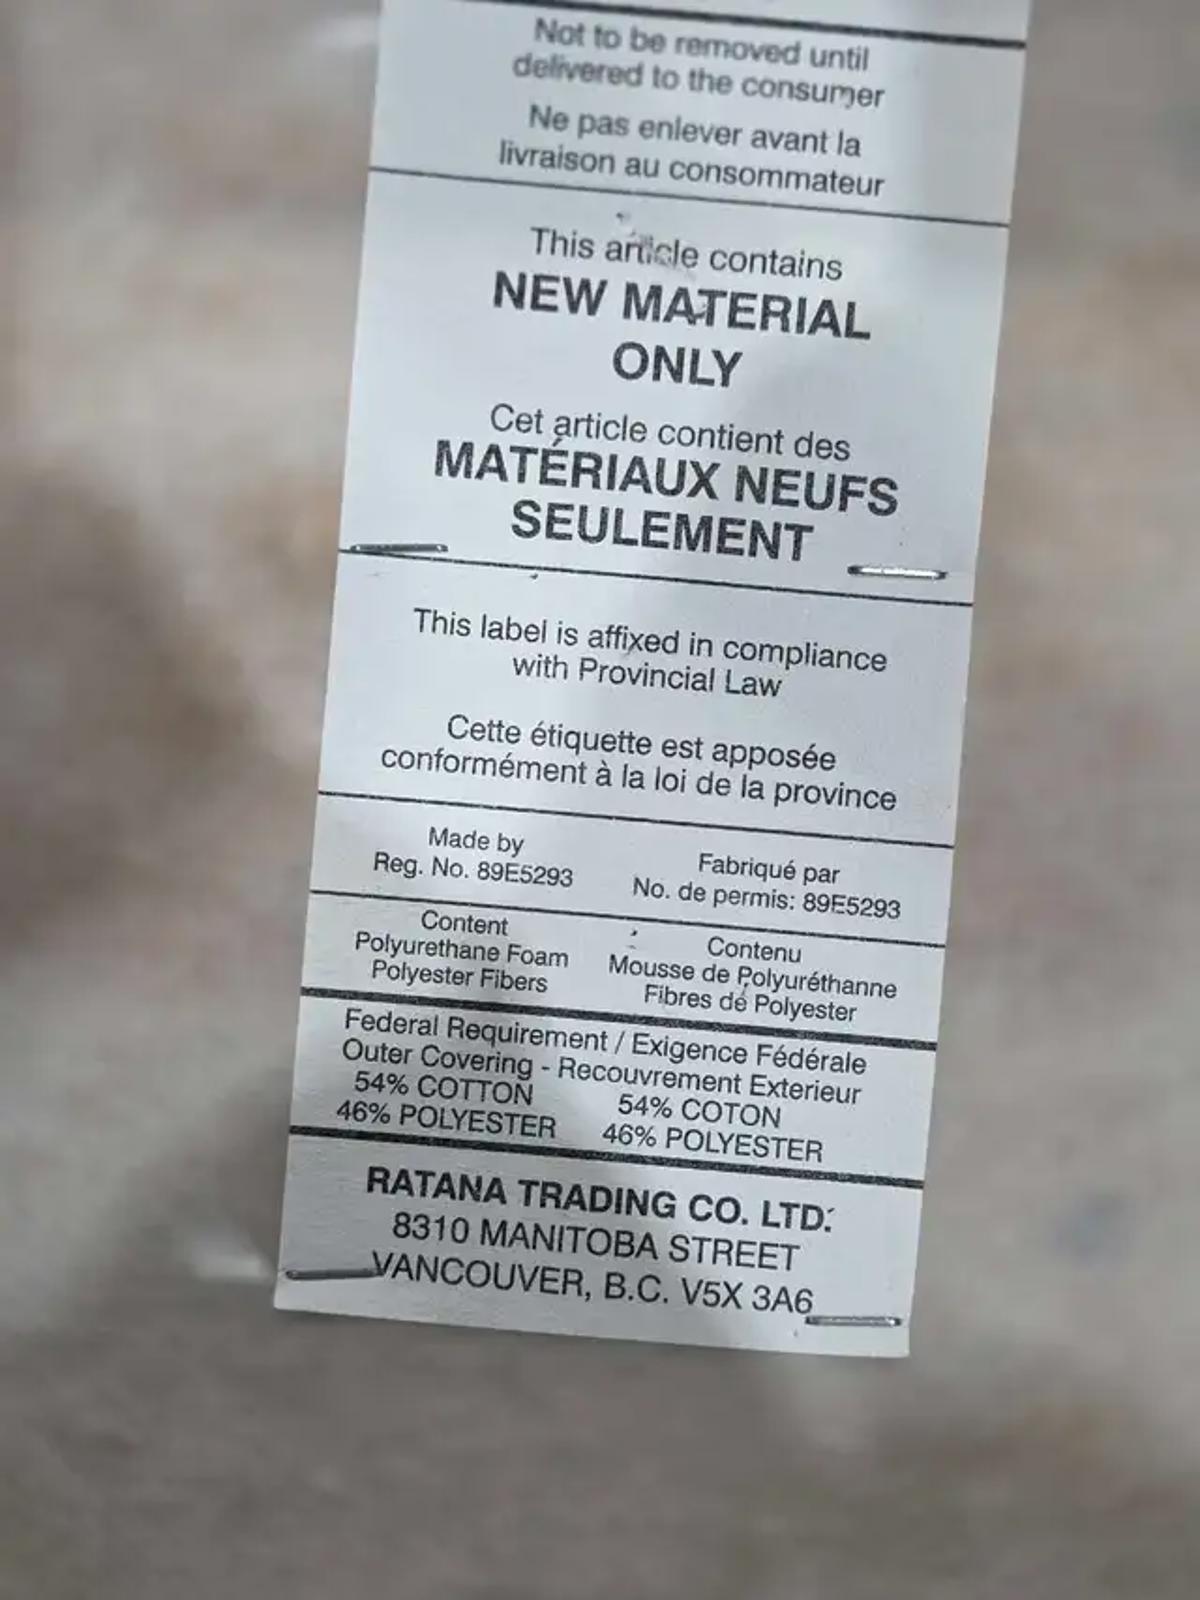 Not to be removed until
delivered to the consumer
Ne pas enlever avant la
livraison au consommateur
This article contains
NEW MATERIAL
ONLY
Cet article contient des
MATÉRIAUX NEUFS
SEULEMENT
This label is affixed in compliance
with Provincial Law
Cette étiquette est apposée
conformément à la loi de la province
Made by
Reg. No. 89E5293
Fabriqué par
No. de permis: 89E5293
Content
Polyurethane Foam
Polyester Fibers
Contenu
Mousse de Polyuréthanne
Fibres de Polyester
Federal Requirement / Exigence Fédérale
Outer Covering - Recouvrement Exterieur
54% COTTON
46% POLYESTER
54% COTON
46% POLYESTER
RATANA TRADING CO. LTD.
8310 MANITOBA STREET
VANCOUVER, B.C. V5X 3A6